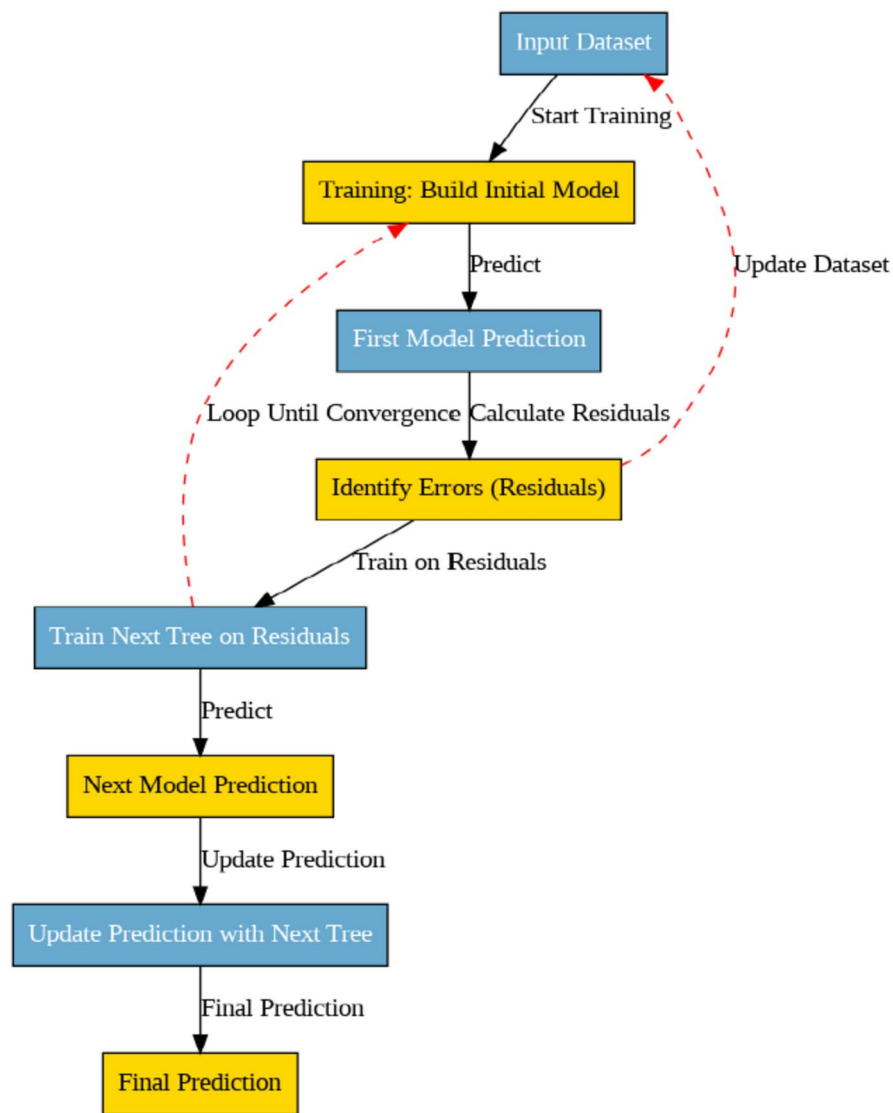 Input Dataset
Start Training
Training: Build Initial Model
Predict
Update Dataset
First Model Prediction
Loop Until Convergence
Calculate Residuals
Identify Errors (Residuals)
Train on Residuals
Train Next Tree on Residuals
Predict
Next Model Prediction
Update Prediction
Update Prediction with Next Tree
Final Prediction
Final Prediction